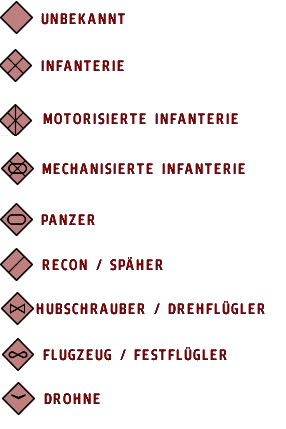 UNBEKANNT
INFANTERIE
MOTORISIERTE INFANTERIE
MECHANISIERTE INFANTERIE
PANZER
RECON / SPÄHER
HUBSCHRAUBER / DREHFLÜGLER
FLUGZEUG / FESTFLÜGLER
DROHNE